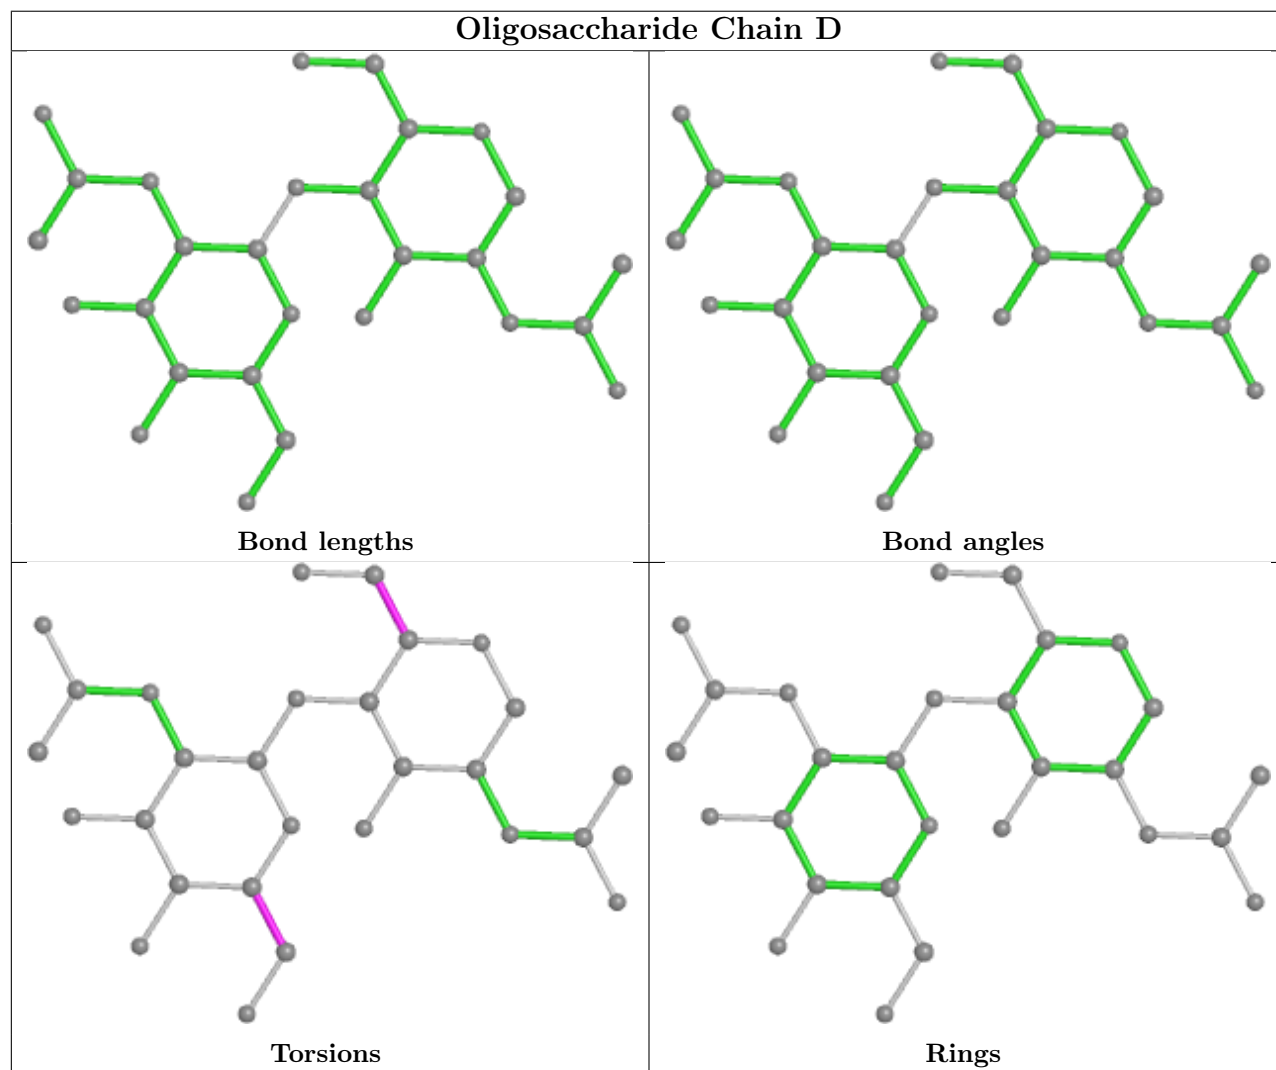 Oligosaccharide Chain D
Bond lengths
Bond angles
Torsions
Rings